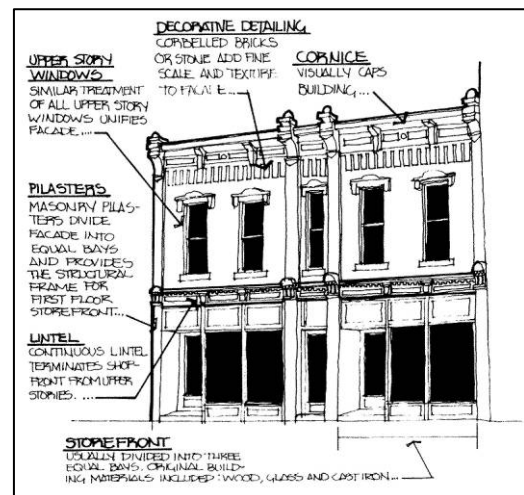 DECORATIVE DETAILING
CORBELLED BRICKS
OR STONE ADD FINE
SCALE AND TEXTURE
TO FACADE....
CORNICE
VISUALLY CAPS
BUILDING...
UPPER STORY
WINDOWS
SIMILAR TREATMENT
OF ALL UPPER STORY
WINDOWS UNIFIES
FACADE....
PILASTERS
MASONRY PILAS-
TERS DIVIDE
FACADE INTO
EQUAL BAYS
AND PROVIDES
THE STRUCTURAL
FRAME FOR
FIRST FLOOR
STOREFRONT...
LINTEL
CONTINUOUS LINTEL
TERMINATES SHOP-
FRONT FROM UPPER
STORIES. ....
STOREFRONT
USUALLY DIVIDED INTO THREE
EQUAL BAYS. ORIGINAL BUILD-
ING MATERIALS INCLUDED: WOOD, GLASS AND CAST IRON...